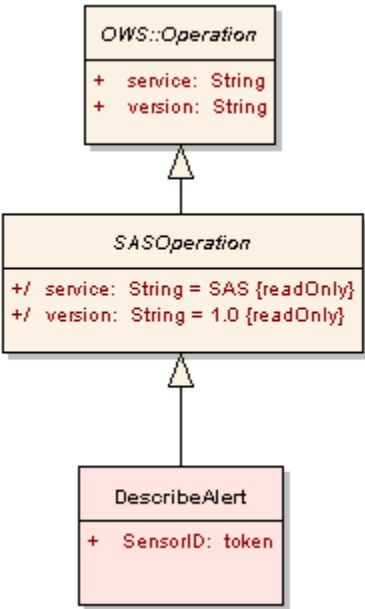 OWS::Operation
+ service: String
+ version: String
SASOperation
+/ service: String = SAS {readOnly}
+/ version: String = 1.0 {readOnly}
DescribeAlert
+ SensorID: token